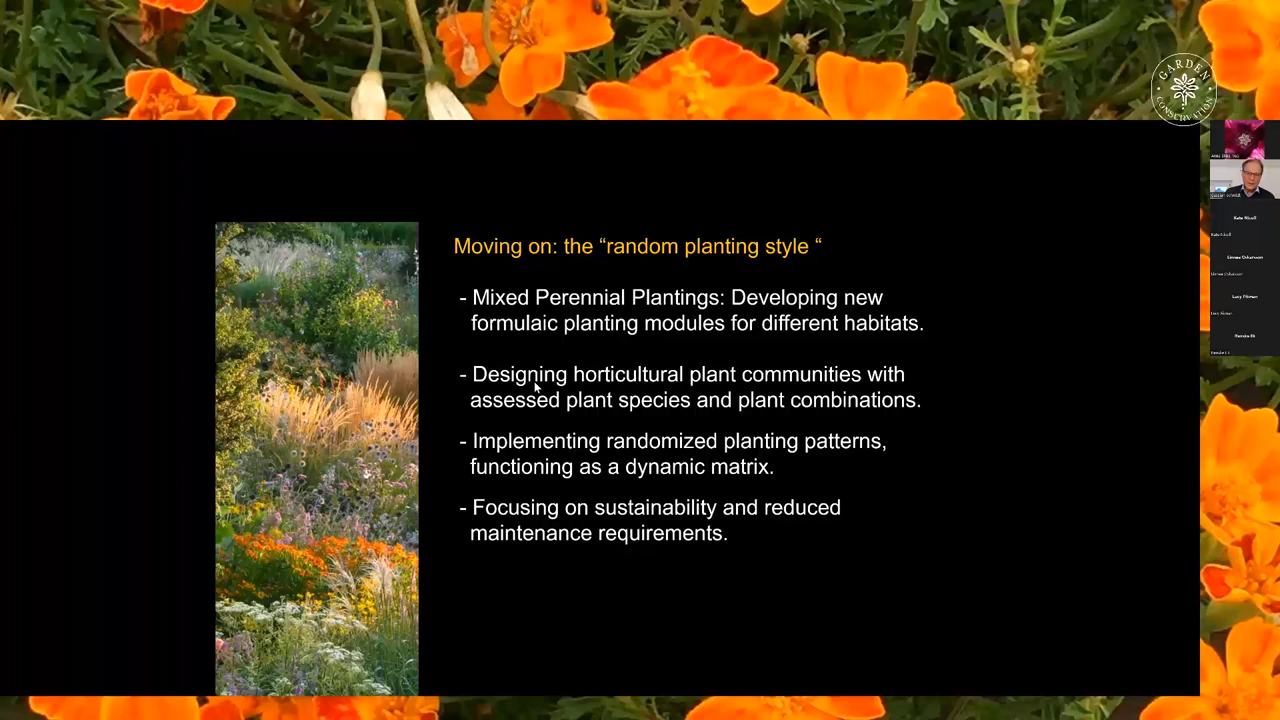 GARDEN
CONSERVATION
Moving on: the “random planting style “
- Mixed Perennial Plantings: Developing new
formulaic planting modules for different habitats.
- Designing horticultural plant communities with
assessed plant species and plant combinations.
- Implementing randomized planting patterns,
functioning as a dynamic matrix.
- Focusing on sustainability and reduced
maintenance requirements.